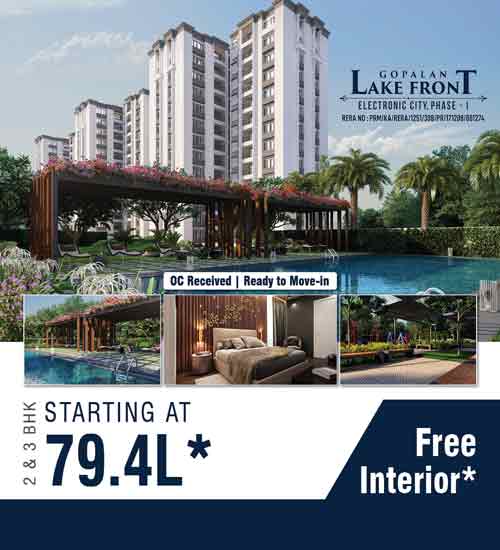 GOPALAN
LAKE FRONT
ELECTRONIC CITY, PHASE - 1
RERA NO : PRM/KA/RERA/1251/308/PR/171208/001274
OC Received | Ready to Move-in
2 & 3 BHK
STARTING AT
79.4L*
Free
Interior*